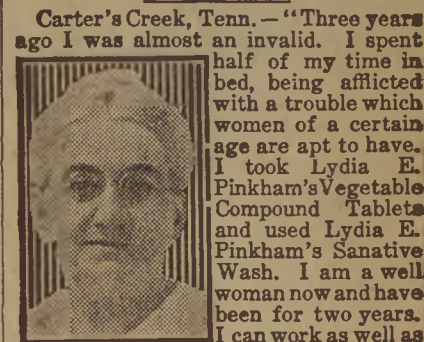 Carter's Creek, Tenn. — "Three years
ago I was almost an invalid. I spent
half of my time in
bed, being afflicted
with a trouble which
women of a certain
age are apt to have.
I took Lydia E.
Pinkham's Vegetable
Compound Tablets
and used Lydia E.
Pinkham's Sanative
Wash. I am a well
woman now and have
been for two years.
I can work as well as